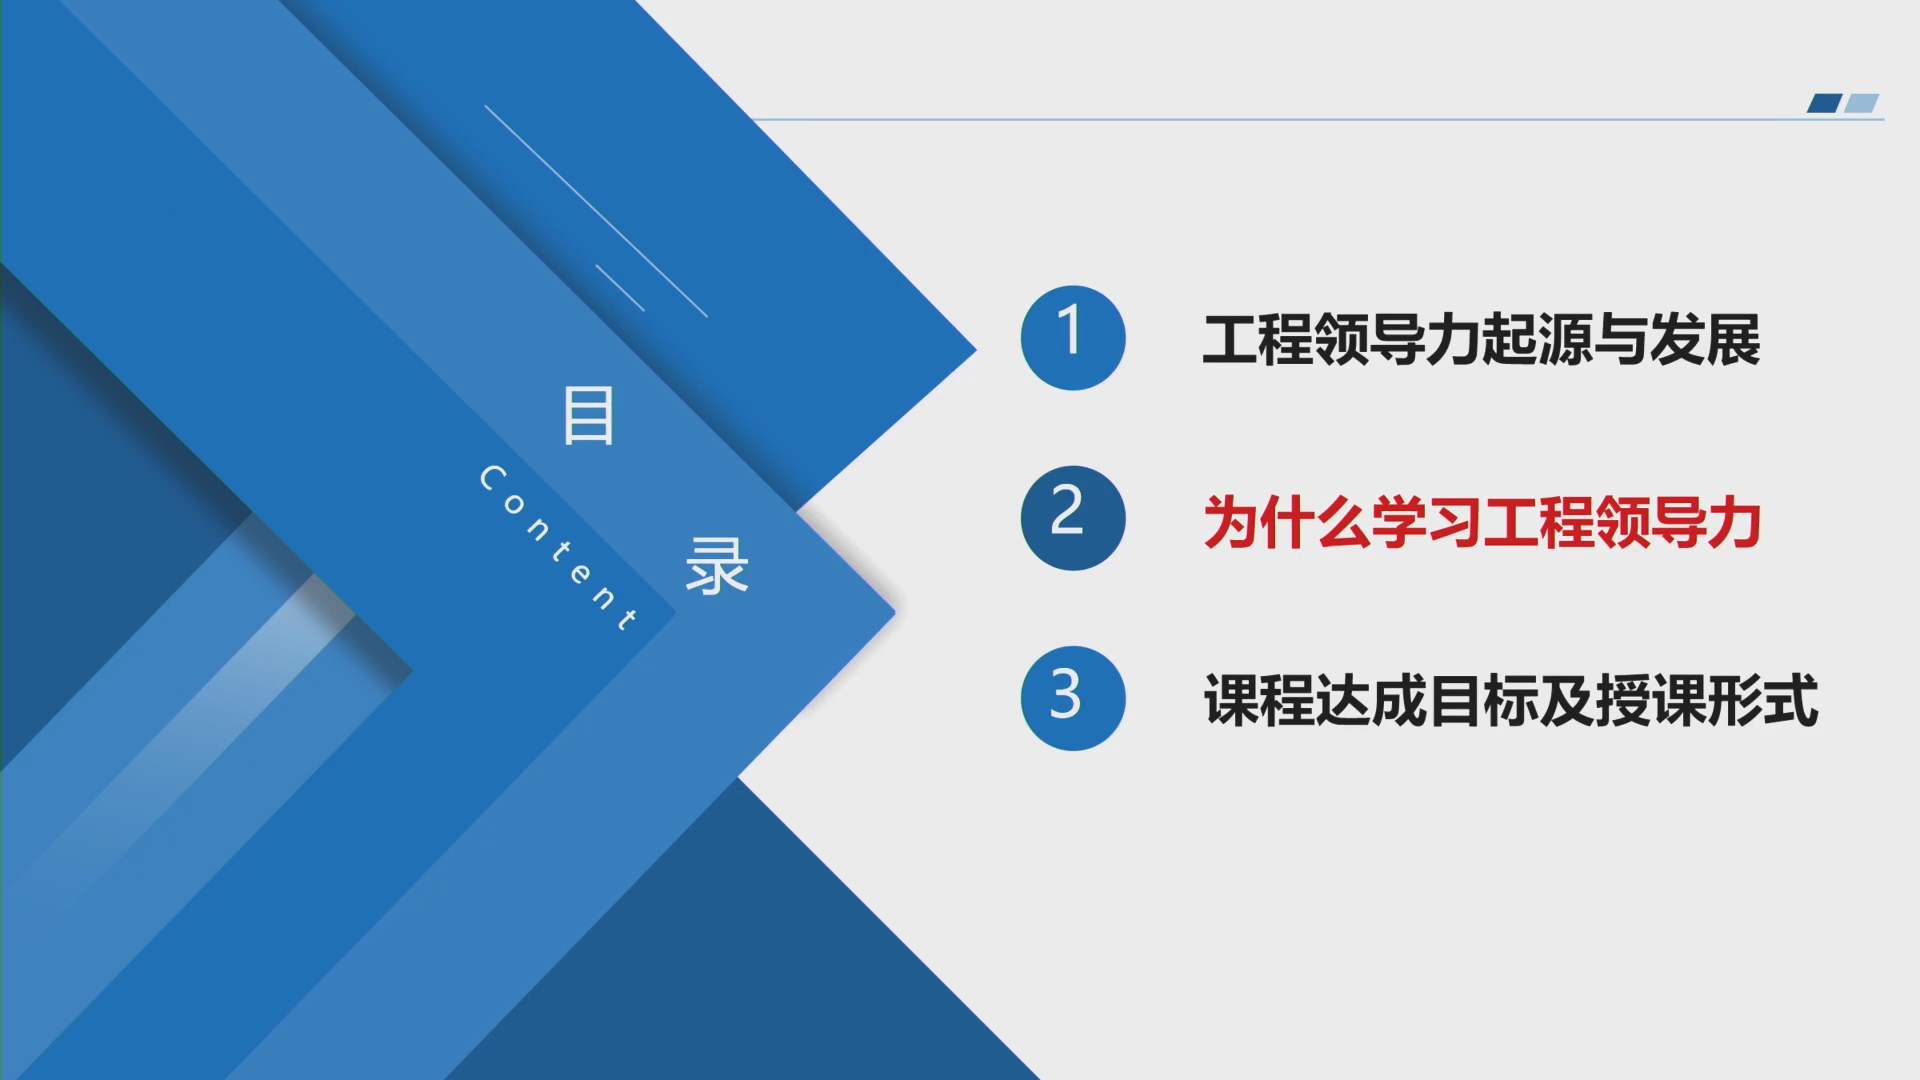 目录
Content
1 工程领导力起源与发展
2 为什么学习工程领导力
3 课程达成目标及授课形式